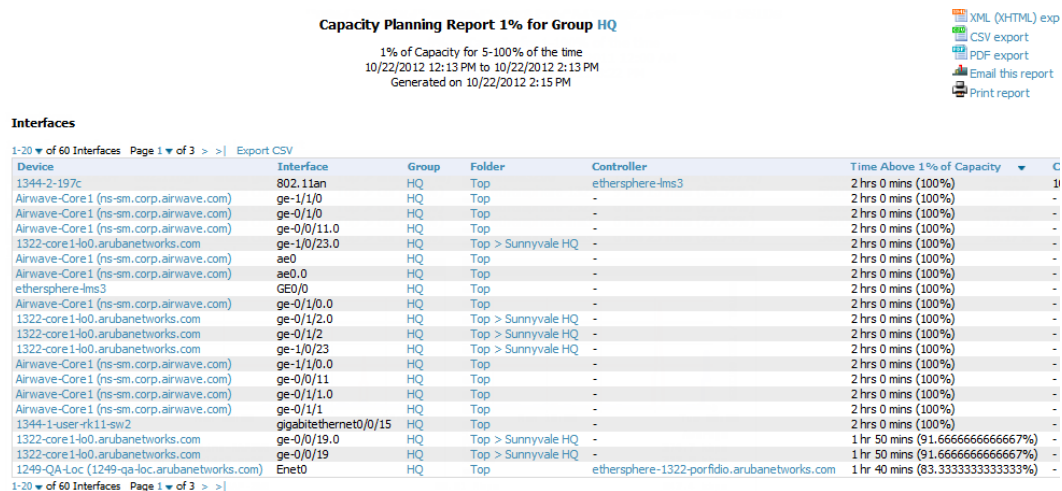 Capacity Planning Report 1% for Group HQ
1% of Capacity for 5-100% of the time
10/22/2012 12:13 PM to 10/22/2012 2:13 PM
Generated on 10/22/2012 2:15 PM
XML (XHTML) exp
CSV export
PDF export
Email this report
Print report
Interfaces
1-20 of 60 Interfaces Page 1 of 3 > >| Export CSV
Device Interface Group Folder Controller Time Above 1% of Capacity C
1344-2-197c 802.11an HQ Top ethersphere-lms3 2 hrs 0 mins (100%) 1
Airwave-Core1 (ns-sm.corp.airwave.com) ge-1/1/0 HQ Top - 2 hrs 0 mins (100%) -
Airwave-Core1 (ns-sm.corp.airwave.com) ge-0/1/0 HQ Top - 2 hrs 0 mins (100%) -
Airwave-Core1 (ns-sm.corp.airwave.com) ge-0/0/11.0 HQ Top - 2 hrs 0 mins (100%) -
1322-core1-lo0.arubanetworks.com ge-1/0/23.0 HQ Top > Sunnyvale HQ - 2 hrs 0 mins (100%) -
Airwave-Core1 (ns-sm.corp.airwave.com) ae0 HQ Top - 2 hrs 0 mins (100%) -
Airwave-Core1 (ns-sm.corp.airwave.com) ae0.0 HQ Top - 2 hrs 0 mins (100%) -
ethersphere-lms3 GE0/0 HQ Top - 2 hrs 0 mins (100%) -
Airwave-Core1 (ns-sm.corp.airwave.com) ge-0/1/0.0 HQ Top - 2 hrs 0 mins (100%) -
1322-core1-lo0.arubanetworks.com ge-0/1/2.0 HQ Top > Sunnyvale HQ - 2 hrs 0 mins (100%) -
1322-core1-lo0.arubanetworks.com ge-0/1/2 HQ Top > Sunnyvale HQ - 2 hrs 0 mins (100%) -
1322-core1-lo0.arubanetworks.com ge-1/0/23 HQ Top > Sunnyvale HQ - 2 hrs 0 mins (100%) -
Airwave-Core1 (ns-sm.corp.airwave.com) ge-1/1/0.0 HQ Top - 2 hrs 0 mins (100%) -
Airwave-Core1 (ns-sm.corp.airwave.com) ge-0/0/11 HQ Top - 2 hrs 0 mins (100%) -
Airwave-Core1 (ns-sm.corp.airwave.com) ge-0/1/1.0 HQ Top - 2 hrs 0 mins (100%) -
Airwave-Core1 (ns-sm.corp.airwave.com) ge-0/1/1 HQ Top - 2 hrs 0 mins (100%) -
1344-1-user-rk11-sw2 gigabitethernet0/0/15 HQ Top - 2 hrs 0 mins (100%) -
1322-core1-lo0.arubanetworks.com ge-0/0/19.0 HQ Top > Sunnyvale HQ - 1 hr 50 mins (91.6666666666667%) -
1322-core1-lo0.arubanetworks.com ge-0/0/19 HQ Top > Sunnyvale HQ - 1 hr 50 mins (91.6666666666667%) -
1249-QA-Loc (1249-qa-loc.arubanetworks.com) Enet0 HQ Top ethersphere-1322-porfidio.arubanetworks.com 1 hr 40 mins (83.3333333333333%) -
1-20 of 60 Interfaces Page 1 of 3 > >|